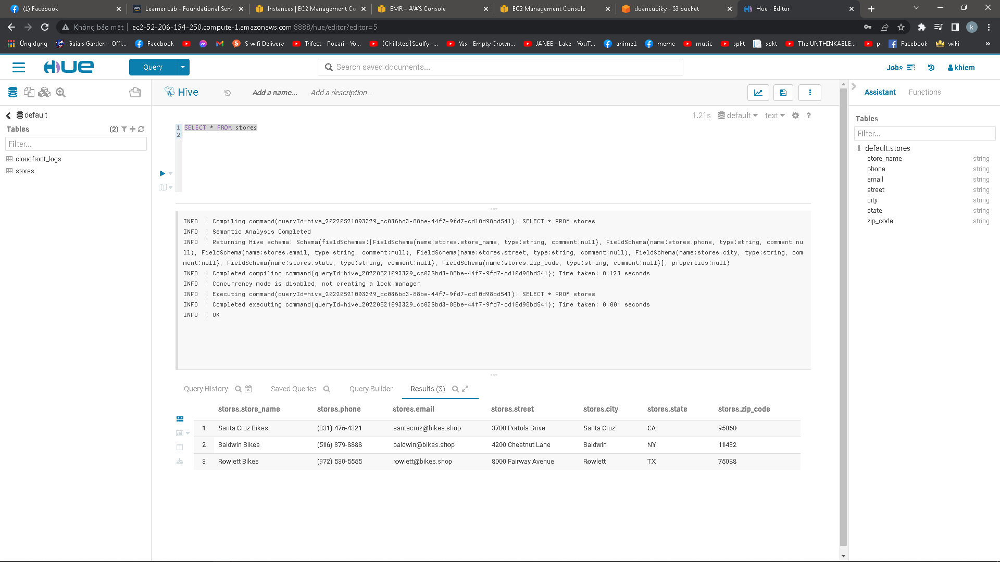 (1) Facebook
Learner Lab - Foundational Servi
Instances | EC2 Management Co
EMR – AWS Console
EC2 Management Console
doancuoiky - S3 bucket
Hue - Editor
Không bảo mật
ec2-52-206-134-250.compute-1.amazonaws.com:8888/hue/editor?editor=5
k
Ứng dụng
Gaia's Garden - Offi...
Facebook
S-wifi Delivery
Trifect - Pocari - Yo...
【Chillstep】Soulfy -...
Yas - Empty Crown...
JANEE - Lake - YouT...
anime1
meme
music
spkt
spkt
The UNTHINKABLE...
p
Facebook
wiki
»
HUE
Query
Search saved documents...
Jobs
khiem
Hive
Add a name...
Add a description...
Assistant
Functions
default
Tables
(2)
Filter...
cloudfront_logs
stores
1.21s
default
text
?
1 SELECT * FROM stores
2
INFO  : Compiling command(queryId=hive_20220521093329_cc036bd3-88be-44f7-9fd7-cd10d98bd541): SELECT * FROM stores
INFO  : Semantic Analysis Completed
INFO  : Returning Hive schema: Schema(fieldSchemas:[FieldSchema(name:stores.store_name, type:string, comment:null), FieldSchema(name:stores.phone, type:string, comment:nu
ll), FieldSchema(name:stores.email, type:string, comment:null), FieldSchema(name:stores.street, type:string, comment:null), FieldSchema(name:stores.city, type:string, com
ment:null), FieldSchema(name:stores.state, type:string, comment:null), FieldSchema(name:stores.zip_code, type:string, comment:null)], properties:null)
INFO  : Completed compiling command(queryId=hive_20220521093329_cc036bd3-88be-44f7-9fd7-cd10d98bd541); Time taken: 0.123 seconds
INFO  : Concurrency mode is disabled, not creating a lock manager
INFO  : Executing command(queryId=hive_20220521093329_cc036bd3-88be-44f7-9fd7-cd10d98bd541): SELECT * FROM stores
INFO  : Completed executing command(queryId=hive_20220521093329_cc036bd3-88be-44f7-9fd7-cd10d98bd541); Time taken: 0.001 seconds
INFO  : OK
Query History
Saved Queries
Query Builder
Results (3)
stores.store_name stores.phone stores.email stores.street stores.city stores.state stores.zip_code
1 Santa Cruz Bikes (831) 476-4321 santacruz@bikes.shop 3700 Portola Drive Santa Cruz CA 95060
2 Baldwin Bikes (516) 379-8888 baldwin@bikes.shop 4200 Chestnut Lane Baldwin NY 11432
3 Rowlett Bikes (972) 530-5555 rowlett@bikes.shop 8000 Fairway Avenue Rowlett TX 75088
Tables
Filter...
default.stores
store_name string
phone string
email string
street string
city string
state string
zip_code string